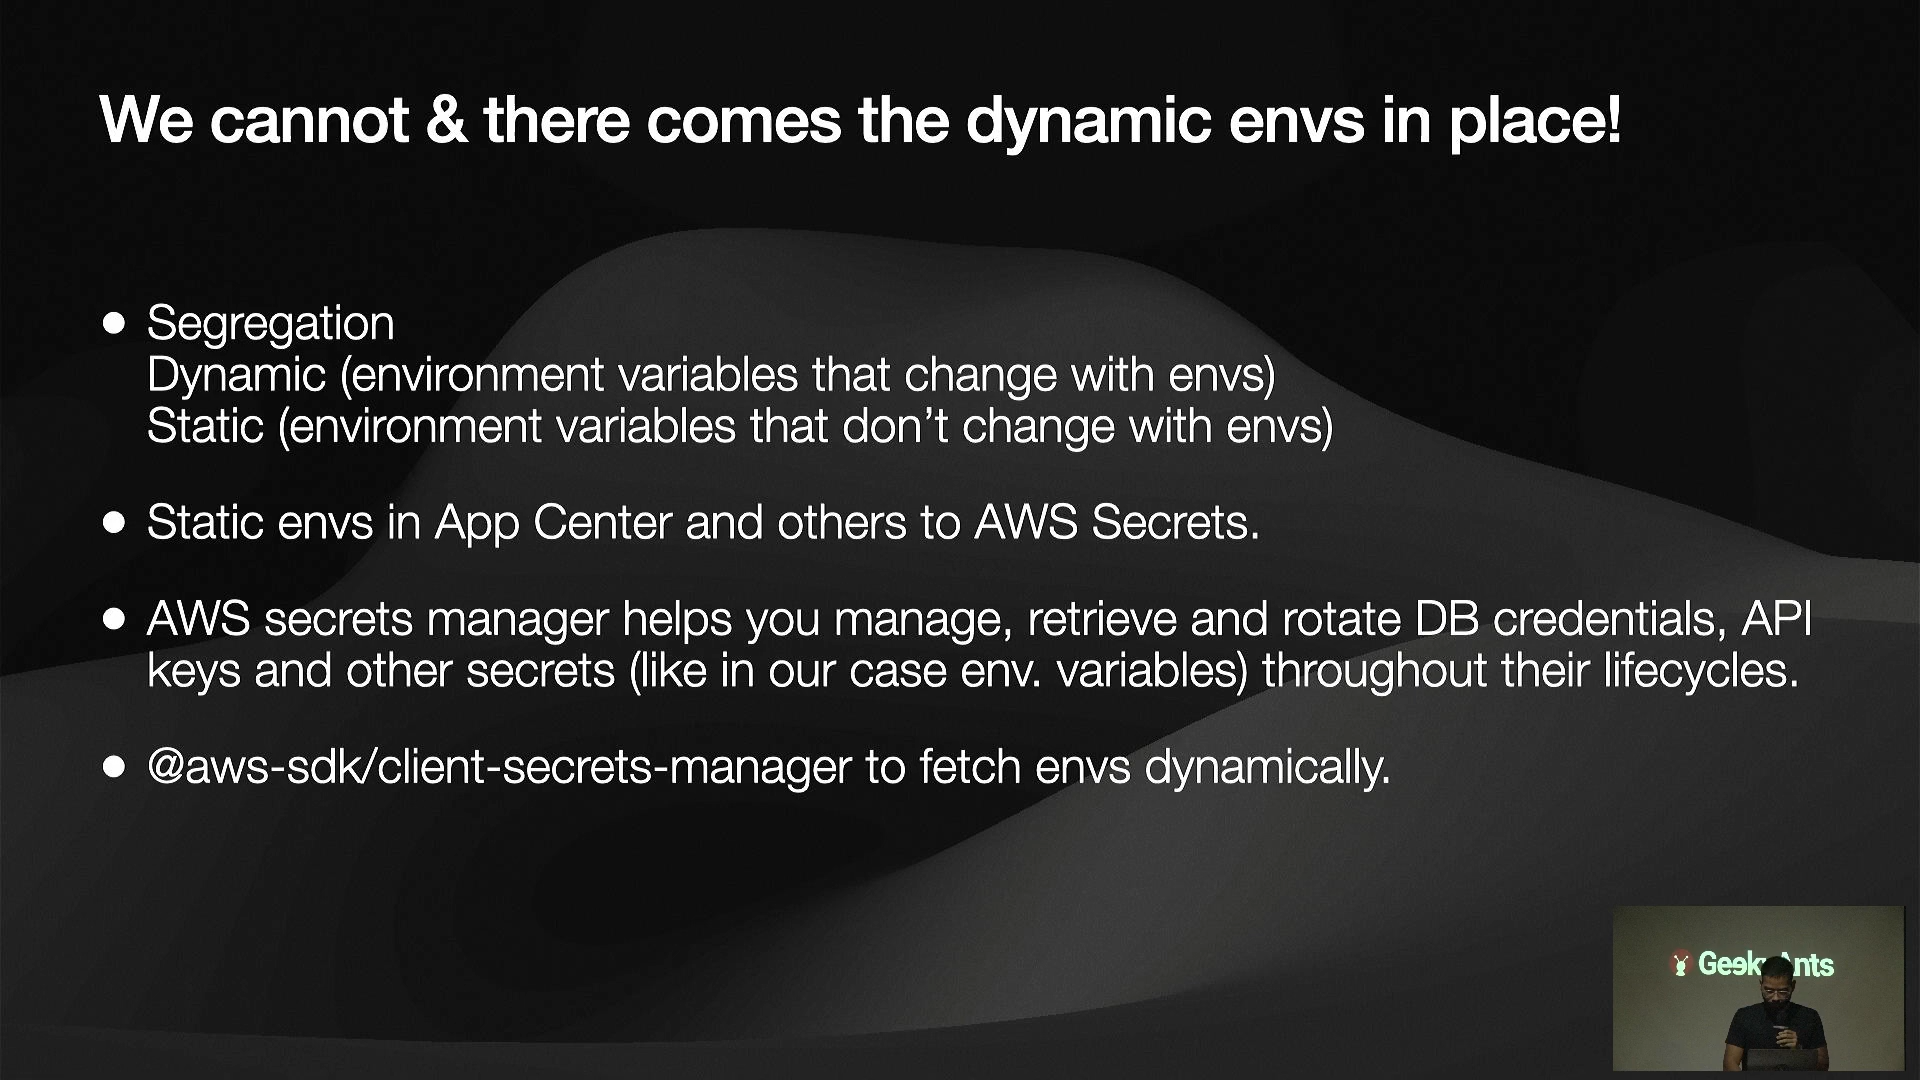 We cannot & there comes the dynamic envs in place!
● Segregation
Dynamic (environment variables that change with envs)
Static (environment variables that don’t change with envs)
● Static envs in App Center and others to AWS Secrets.
● AWS secrets manager helps you manage, retrieve and rotate DB credentials, API
keys and other secrets (like in our case env. variables) throughout their lifecycles.
● @aws-sdk/client-secrets-manager to fetch envs dynamically.
GeekyAnts